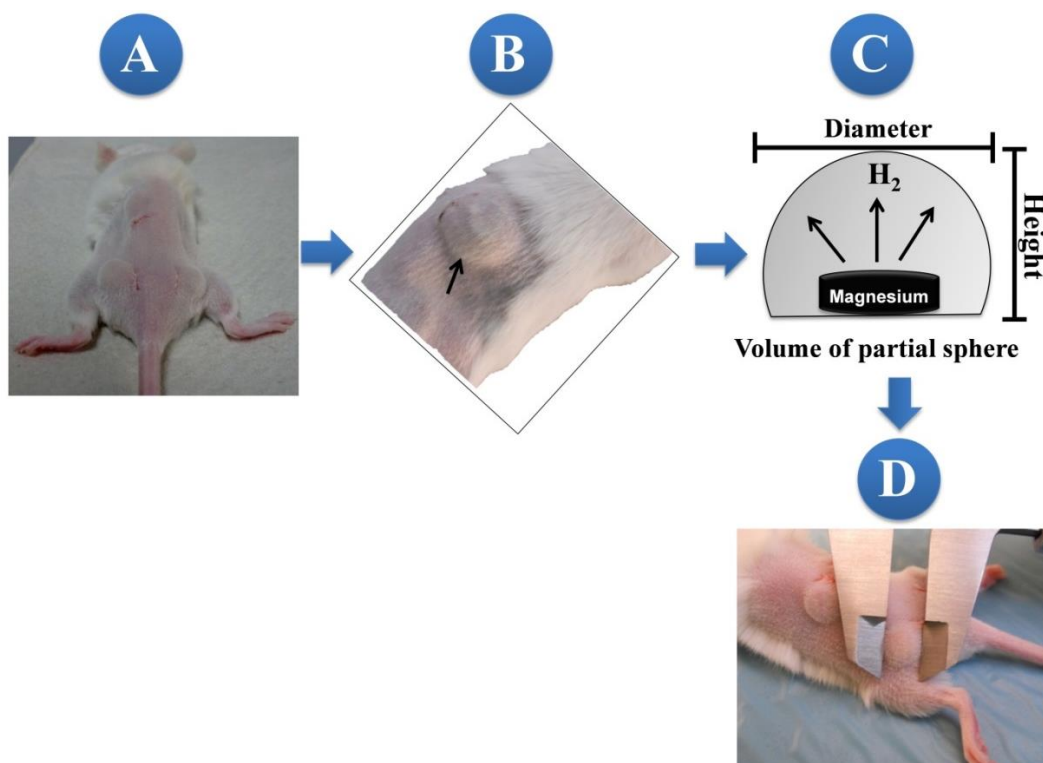 A
B
C
Diameter
H₂
Height
Magnesium
Volume of partial sphere
D